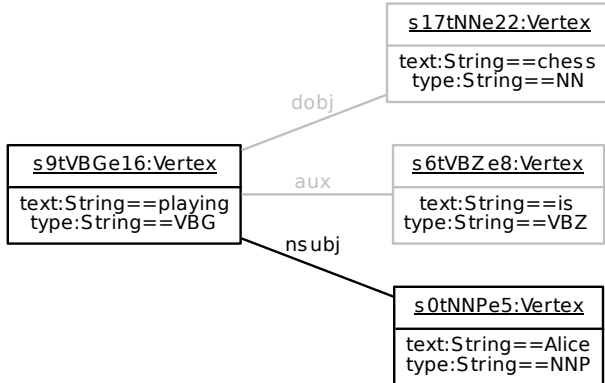 s17tNNe22:Vertex
text:String==chess
type:String==NN
dobj
s9tVBGe16:Vertex
text:String==playing
type:String==VBG
aux
s6tVBZe8:Vertex
text:String==is
type:String==VBZ
nsubj
s0tNNPe5:Vertex
text:String==Alice
type:String==NNP